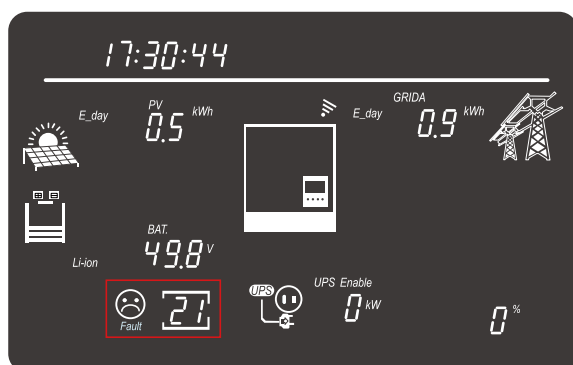 17:30:44
E_day PV 0.5 kWh
E_day GRIDA 0.9 kWh
BAT.
Li-ion 49.8 V
Fault 21
UPS UPS Enable 0 kW
0 %